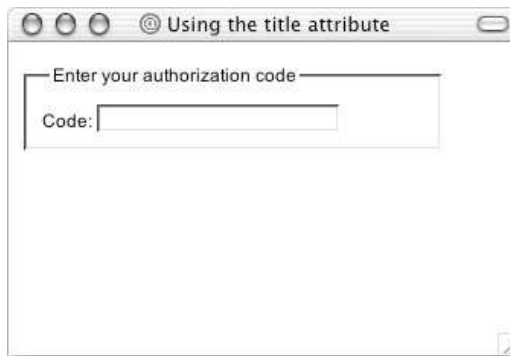 @ Using the title attribute
Enter your authorization code
Code: